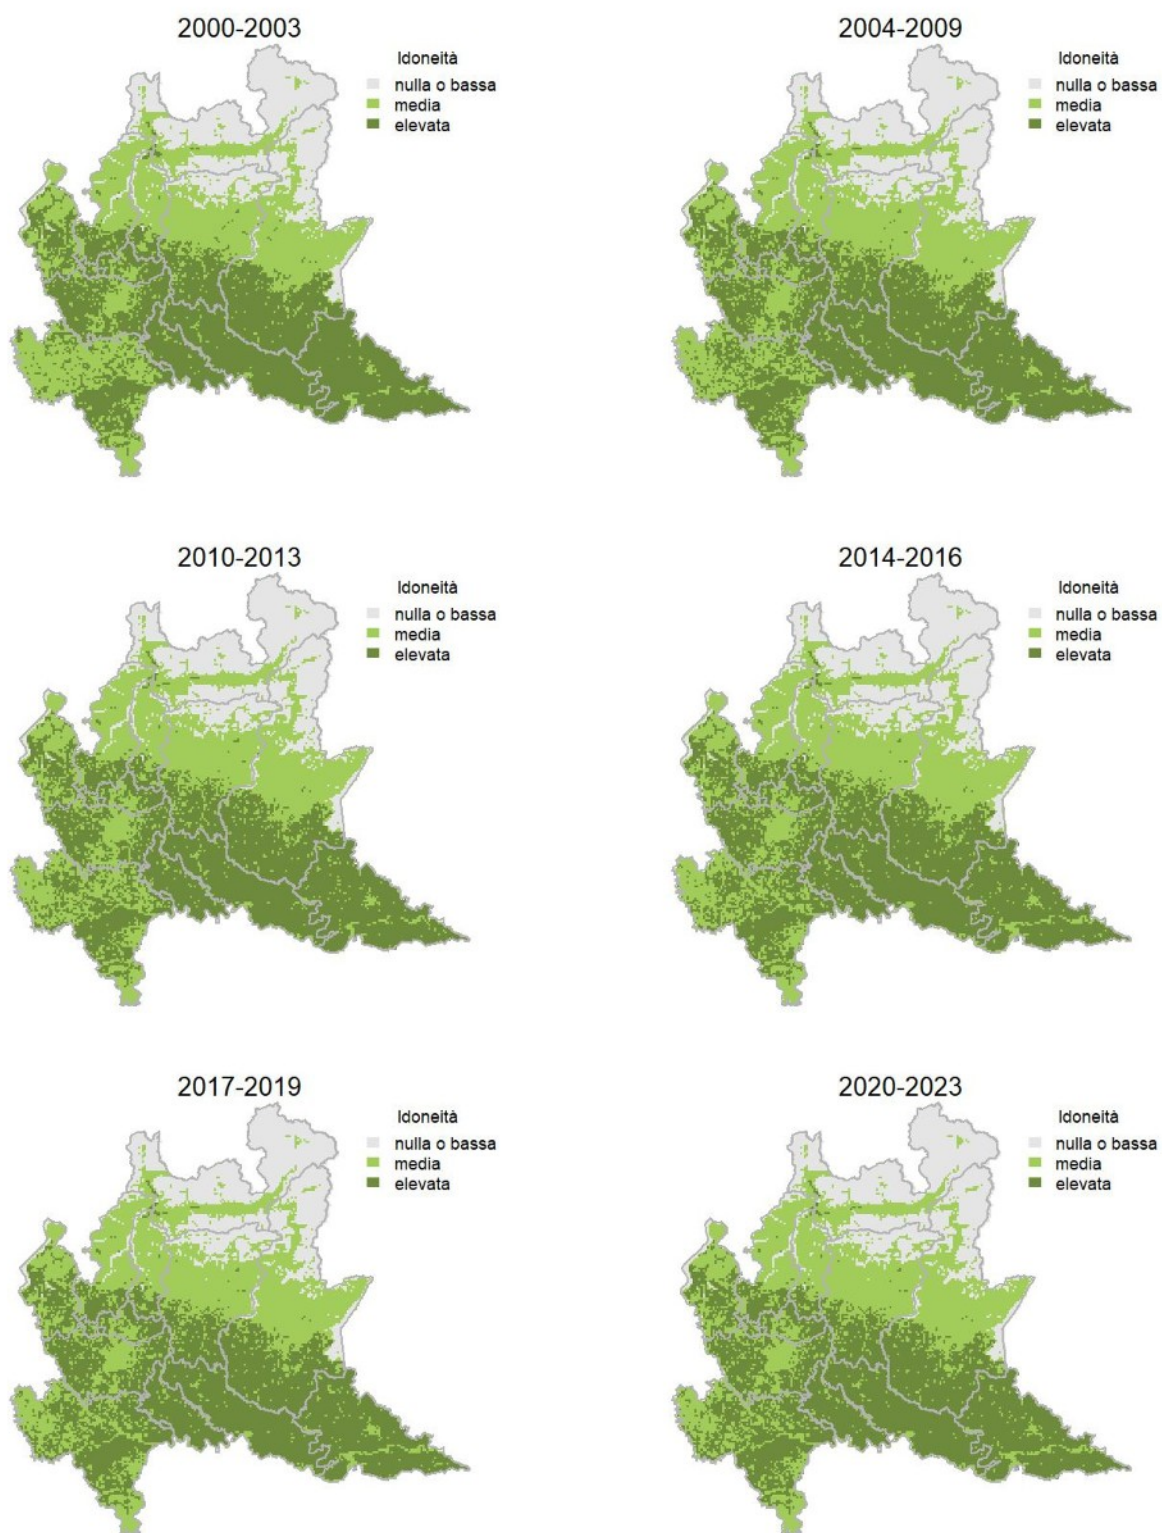 2000-2003
Idoneità
nulla o bassa
media
elevata
2004-2009
Idoneità
nulla o bassa
media
elevata
2010-2013
Idoneità
nulla o bassa
media
elevata
2014-2016
Idoneità
nulla o bassa
media
elevata
2017-2019
Idoneità
nulla o bassa
media
elevata
2020-2023
Idoneità
nulla o bassa
media
elevata